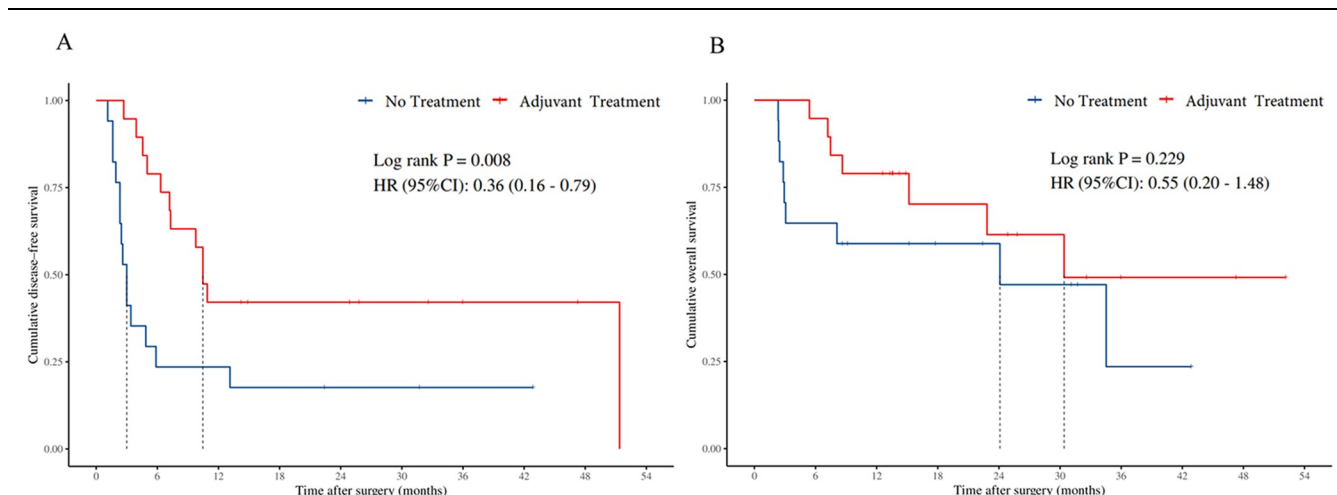 A
No Treatment Adjuvant Treatment
Log rank P = 0.008
HR (95%CI): 0.36 (0.16 - 0.79)
Cumulative disease–free survival
1.00
0.75
0.50
0.25
0.00
0 6 12 18 24 30 36 42 48 54
Time after surgery (months)
B
No Treatment Adjuvant Treatment
Log rank P = 0.229
HR (95%CI): 0.55 (0.20 - 1.48)
Cumulative overall survival
1.00
0.75
0.50
0.25
0.00
0 6 12 18 24 30 36 42 48 54
Time after surgery (months)